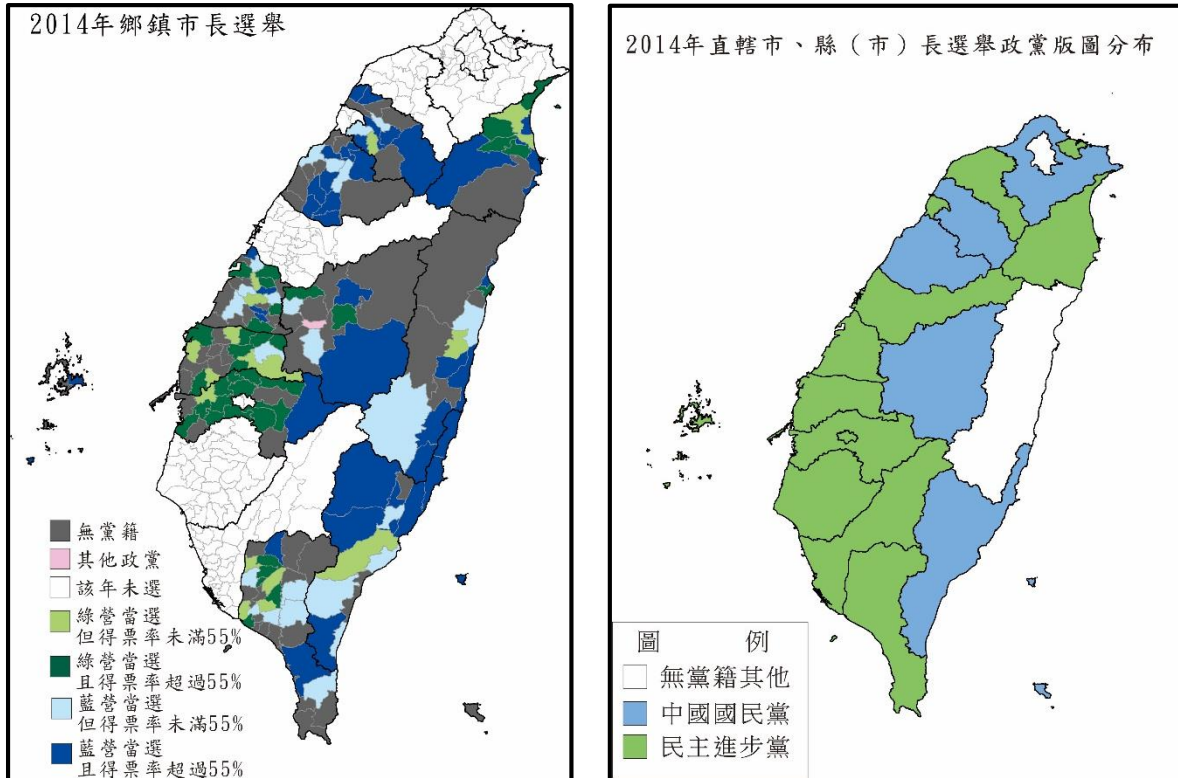 2014年鄉鎮市長選舉
無黨籍
其他政黨
該年未選
綠營當選
但得票率未滿55%
綠營當選
且得票率超過55%
藍營當選
但得票率未滿55%
藍營當選
且得票率超過55%
2014年直轄市、縣（市）長選舉政黨版圖分布
圖 例
無黨籍其他
中國國民黨
民主進步黨